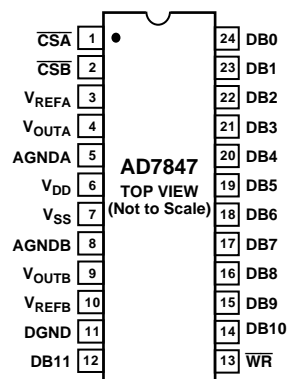 CSA 1 24 DB0
CSB 2 23 DB1
VREFA 3 22 DB2
VOUTA 4 21 DB3
AGNDA 5 20 DB4
AD7847
VDD 6 19 DB5
TOP VIEW
VSS 7 18 DB6
(Not to Scale)
AGNDB 8 17 DB7
VOUTB 9 16 DB8
VREFB 10 15 DB9
DGND 11 14 DB10
DB11 12 13 WR